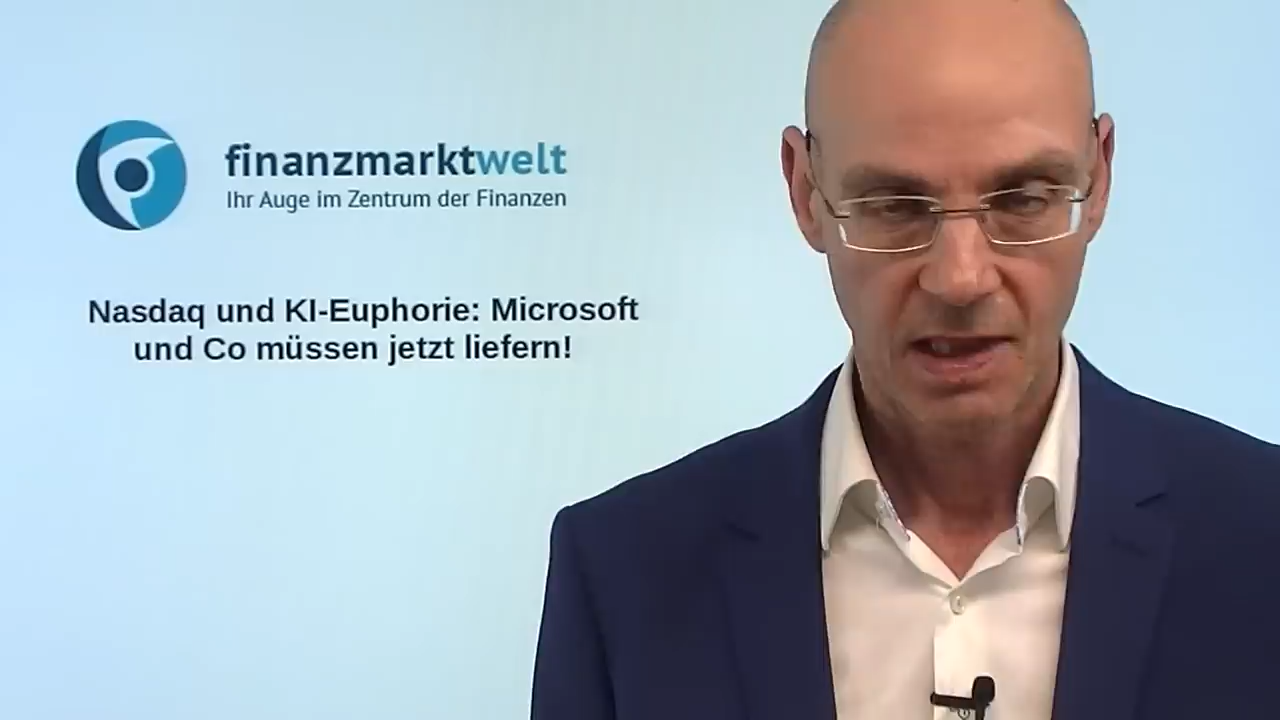 finanzmarktwelt
Ihr Auge im Zentrum der Finanzen
Nasdaq und KI-Euphorie: Microsoft
und Co müssen jetzt liefern!